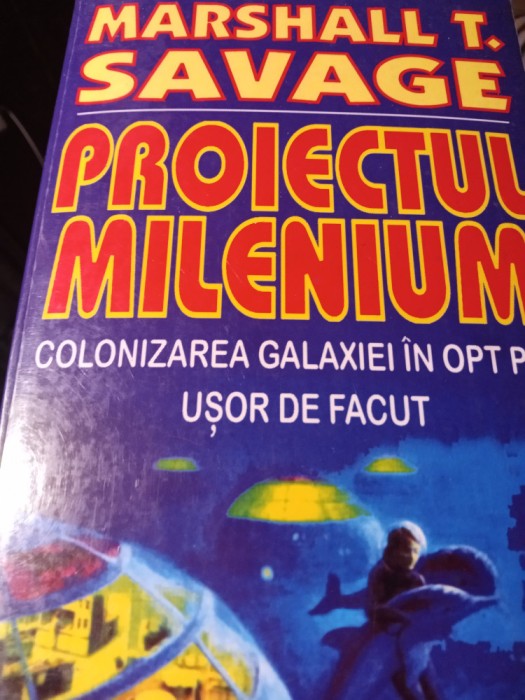 MARSHALL T.
SAVAGE
PROIECTUL
MILENIUM
COLONIZAREA GALAXIEI ÎN OPT P
UȘOR DE FACUT